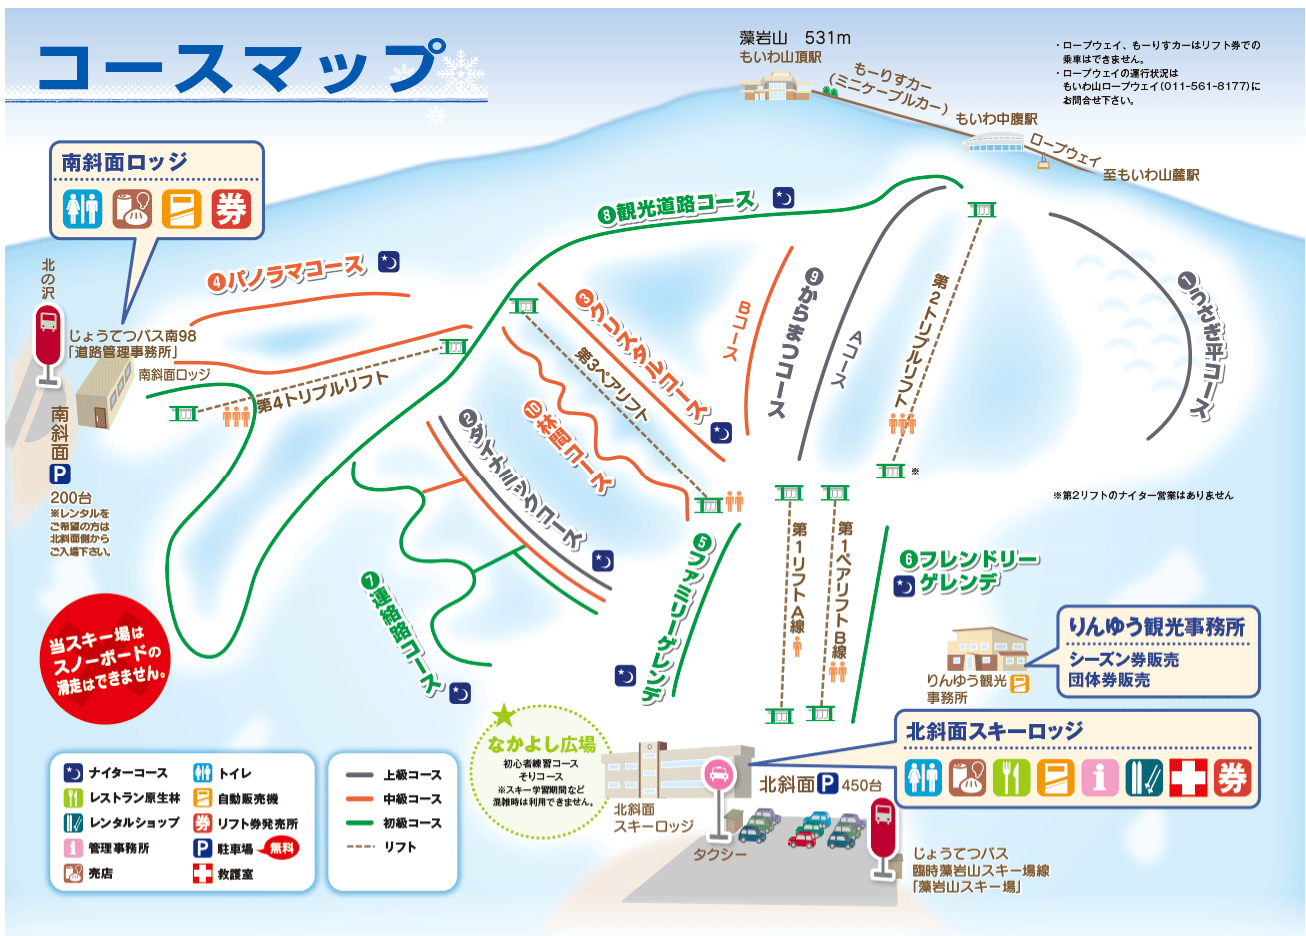 コースマップ
藻岩山 531m
もいわ山頂駅
もーりすカー
(ミニケーブルカー)
もいわ中腹駅
ロープウェイ
至もいわ山麓駅
・ロープウェイ、もーりすカーはリフト券での
乗車はできません。
・ロープウェイの運行状況は
もいわ山ロープウェイ(011-561-8177)に
お問合せ下さい。
南斜面ロッジ
券
8 観光道路コース
4 パノラマコース
3 クリスタルコース
Bコース
9 からまつコース
Aコース
第2トリプルリフト
1 うさぎ平コース
北の沢
じょうてつバス南98
「道路管理事務所」
南斜面ロッジ
第4トリプルリフト
第3ペアリフト
10 林間コース
2 ダイナミックコース
南斜面
P
200台
※レンタルを
ご希望の方は
北斜面側から
ご入場下さい。
※
※第2リフトのナイター営業はありません
第1リフトA線
第1ペアリフトB線
5 ファミリーゲレンデ
6 フレンドリー
ゲレンデ
7 連絡路コース
当スキー場は
スノーボードの
滑走はできません。
りんゆう観光事務所
シーズン券販売
団体券販売
りんゆう観光
事務所
北斜面スキーロッジ
i
券
なかよし広場
初心者練習コース
そりコース
※スキー学習期間など
混雑時は利用できません。
北斜面
スキーロッジ
北斜面 P 450台
タクシー
じょうてつバス
臨時藻岩山スキー場線
「藻岩山スキー場」
ナイターコース
レストラン原生林
レンタルショップ
i 管理事務所
売店
トイレ
自動販売機
券 リフト券発売所
P 駐車場 無料
救護室
上級コース
中級コース
初級コース
リフト